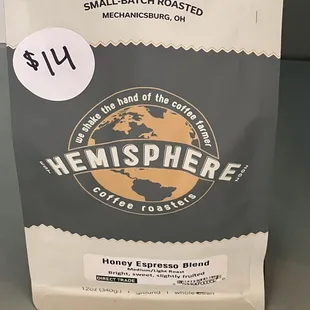 SMALL-BATCH ROASTED
MECHANICSBURG, OH
$14
we shake the hand of the coffee farmer
HEMISPHERE
coffee roasters
Honey Espresso Blend
Medium/Light Roast
Bright, sweet, slightly fruited
DIRECT TRADE
12oz (340g) ground whole bean